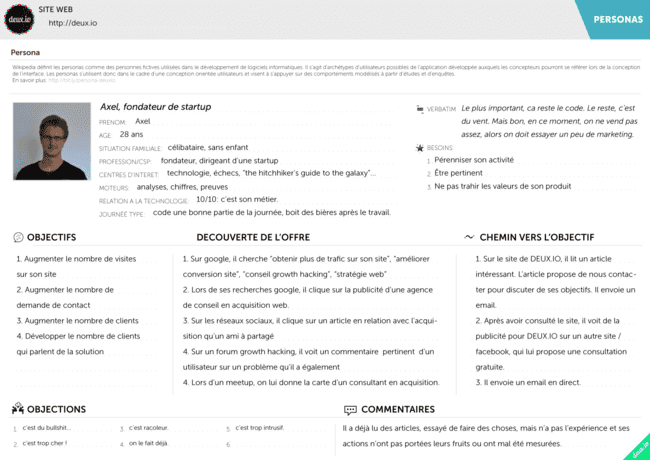 SITE WEB
deux.io
http://deux.io
PERSONAS
Persona
Wikipedia définit les personas comme des personnes fictives utilisées dans le développement de logiciels informatiques. Il s'agit d'archétypes d'utilisateurs possibles de l'application développée auxquels les concepteurs pourront se référer lors de la conception
de l'interface. Les personas s'utilisent donc dans le cadre d'une conception orientée utilisateurs et visent à s'appuyer sur des comportements modélisés à partir d'études et d'enquêtes.
En savoir plus:
Axel, fondateur de startup
PRENOM: Axel
AGE: 28 ans
SITUATION FAMILIALE: célibataire, sans enfant
PROFESSION/CSP: fondateur, dirigeant d'une startup
CENTRES D'INTERET: technologie, échecs, "the hitchhiker's guide to the galaxy"...
MOTEURS: analyses, chiffres, preuves
RELATION A LA TECHNOLOGIE: 10/10: c'est son métier.
JOURNÉE TYPE: code une bonne partie de la journée, boit des bières après le travail.
VERBATIM: Le plus important, ca reste le code. Le reste, c'est
du vent. Mais bon, en ce moment, on ne vend pas
assez, alors on doit essayer un peu de marketing.
BESOINS:
1. Pérenniser son activité
2. Être pertinent
3. Ne pas trahir les valeurs de son produit
OBJECTIFS
1. Augmenter le nombre de visites
sur son site
2. Augmenter le nombre de
demande de contact
3. Augmenter le nombre de clients
4. Développer le nombre de clients
qui parlent de la solution
DECOUVERTE DE L'OFFRE
1. Sur google, il cherche "obtenir plus de trafic sur son site", "améliorer
conversion site", "conseil growth hacking", "stratégie web"
2. Lors de ses recherches google, il clique sur la publicité d'une agence
de conseil en acquisition web.
3. Sur les réseaux sociaux, il clique sur un article en relation avec l'acqui-
sition qu'un ami à partagé
4. Sur un forum growth hacking, il voit un commentaire pertinent d'un
utilisateur sur un problème qu'il a également
4. Lors d'un meetup, on lui donne la carte d'un consultant en acquisition.
CHEMIN VERS L'OBJECTIF
1. Sur le site de DEUX.IO, il lit un article
intéressant. L'article propose de nous contac-
ter pour discuter de ses objectifs. Il envoie un
email.
2. Après avoir consulté le site, il voit de la
publicité pour DEUX.IO sur un autre site /
facebook, qui lui propose une consultation
gratuite.
3. Il envoie un email en direct.
OBJECTIONS
1. c'est du bullshit...
2. c'est trop cher !
3. c'est racoleur.
4. on le fait déjà.
5. c'est trop intrusif.
6.
COMMENTAIRES
Il a déjà lu des articles, essayé de faire des choses, mais n'a pas l'expérience et ses
actions n'ont pas portées leurs fruits ou ont mal été mesurées.
deux.io